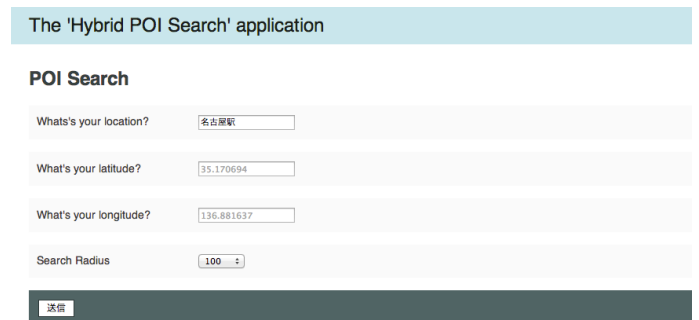 The 'Hybrid POI Search' application
POI Search
Whats's your location? 名古屋駅
What's your latitude? 35.170694
What's your longitude? 136.881637
Search Radius 100
送信